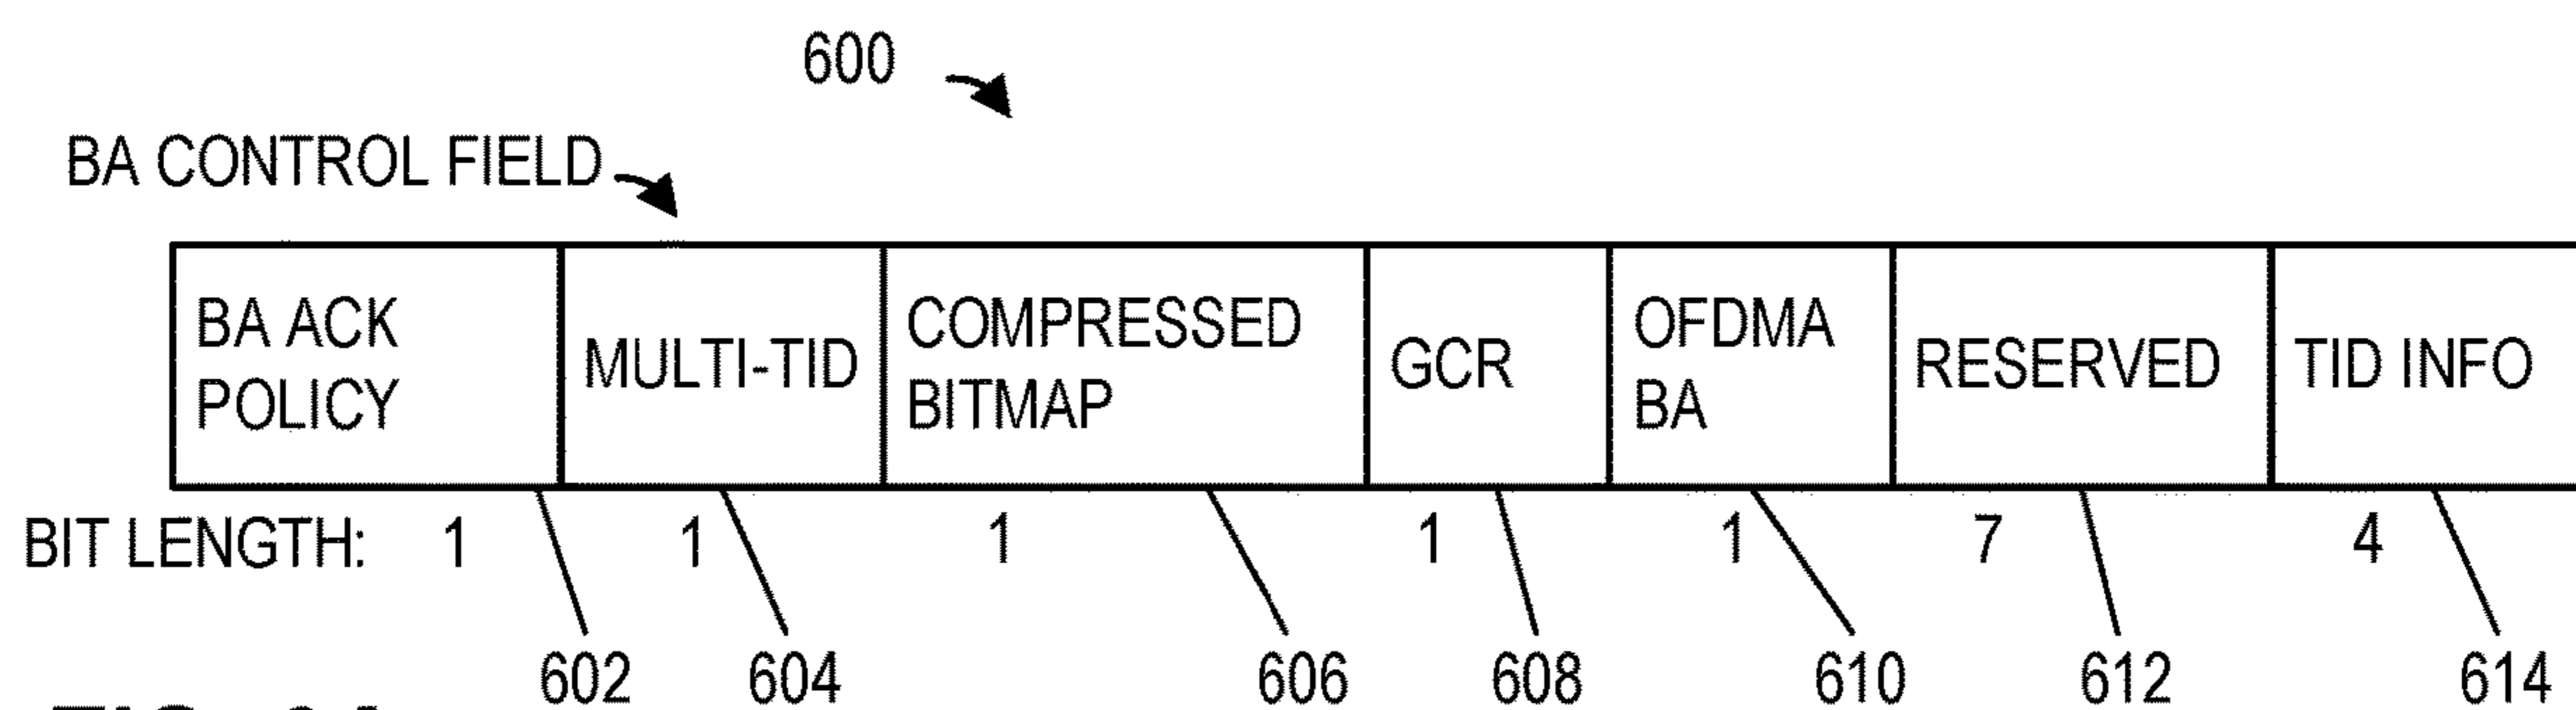 600
BA CONTROL FIELD
BA ACK POLICY MULTI-TID COMPRESSED BITMAP GCR OFDMA BA RESERVED TID INFO
BIT LENGTH: 1 1 1 1 1 7 4
602 604 606 608 610 612 614